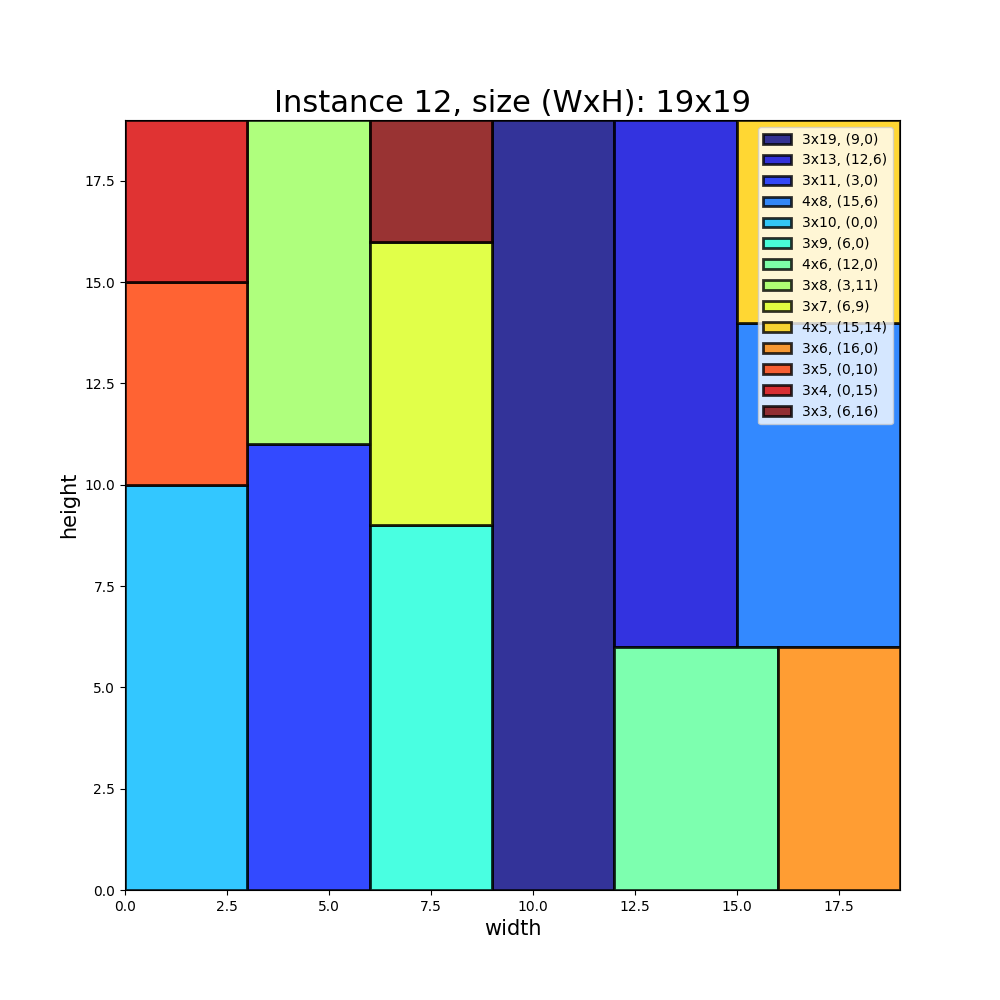 Instance 12, size (WxH): 19x19
3x19, (9,0)
3x13, (12,6)
3x11, (3,0)
4x8, (15,6)
3x10, (0,0)
3x9, (6,0)
4x6, (12,0)
3x8, (3,11)
3x7, (6,9)
4x5, (15,14)
3x6, (16,0)
3x5, (0,10)
3x4, (0,15)
3x3, (6,16)
height
17.5
15.0
12.5
10.0
7.5
5.0
2.5
0.0
0.0 2.5 5.0 7.5 10.0 12.5 15.0 17.5
width